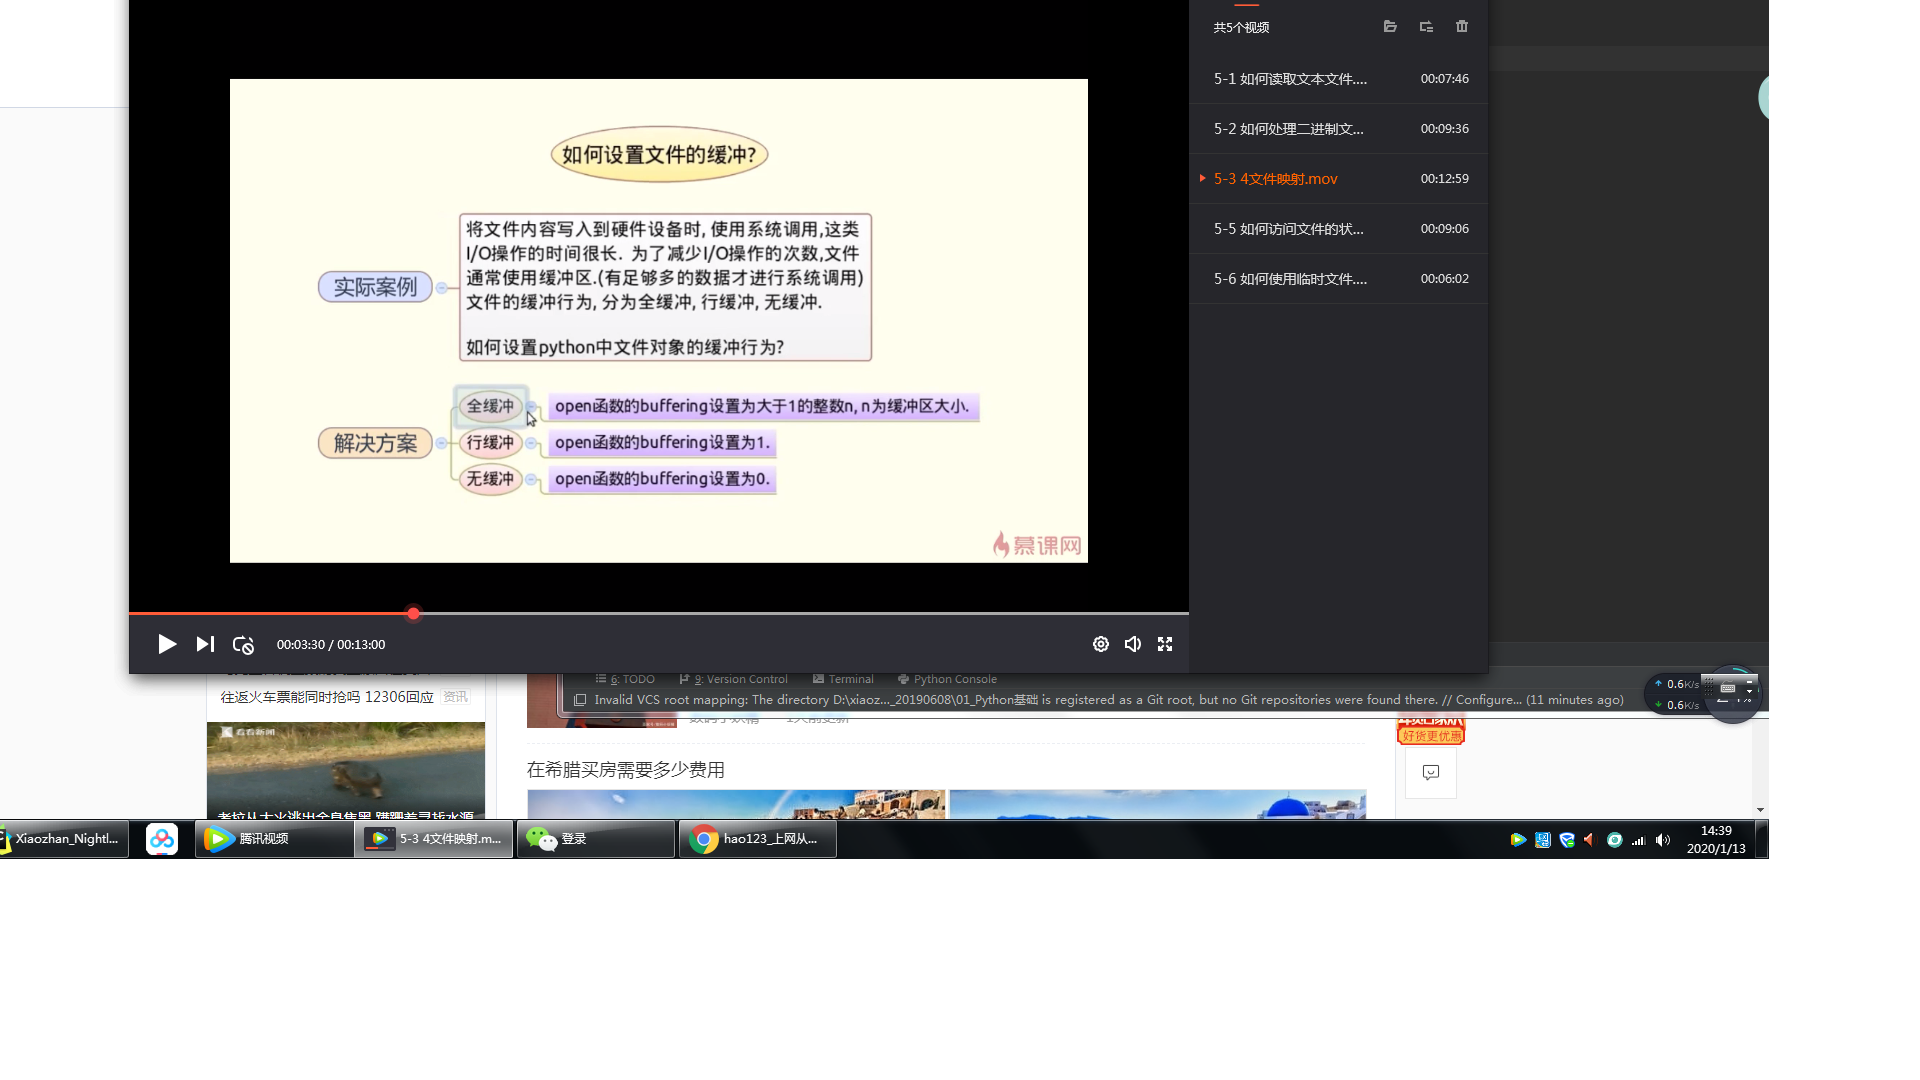 共5个视频
5-1 如何读取文本文件.... 00:07:46
5-2 如何处理二进制文... 00:09:36
5-3 4文件映射.mov 00:12:59
5-5 如何访问文件的状... 00:09:06
5-6 如何使用临时文件.... 00:06:02
如何设置文件的缓冲?
实际案例
将文件内容写入到硬件设备时, 使用系统调用,这类
I/O操作的时间很长. 为了减少I/O操作的次数,文件
通常使用缓冲区.(有足够多的数据才进行系统调用)
文件的缓冲行为, 分为全缓冲, 行缓冲, 无缓冲.
如何设置python中文件对象的缓冲行为?
解决方案
全缓冲 open函数的buffering设置为大于1的整数n, n为缓冲区大小.
行缓冲 open函数的buffering设置为1.
无缓冲 open函数的buffering设置为0.
慕课网
00:03:30 / 00:13:00
6: TODO 9: Version Control Terminal Python Console
Invalid VCS root mapping: The directory D:\xiaoz..._20190608\01_Python基础 is registered as a Git root, but no Git repositories were found there. // Configure... (11 minutes ago)
0.6K/s
0.6K/s
往返火车票能同时抢吗 12306回应 资讯
看看新闻
好货更优惠
在希腊买房需要多少费用
Xiaozhan_Nightl...
腾讯视频
5-3 4文件映射.m...
登录
hao123_上网从...
14:39
2020/1/13